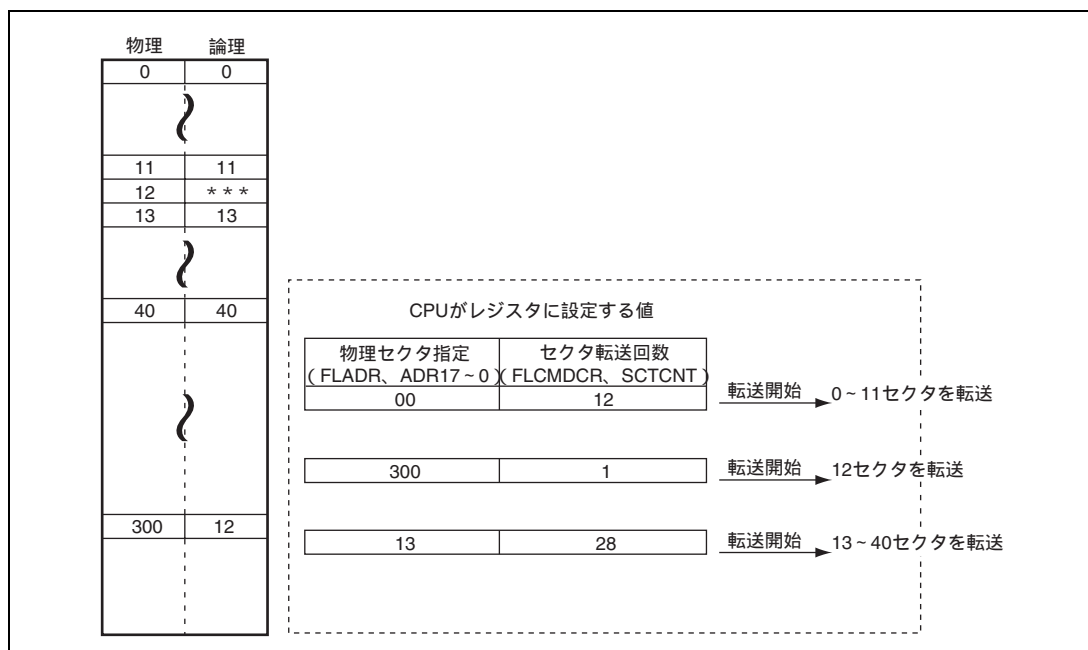 物理 論理
0 0
11 11
12 ***
13 13
40 40
300 12
CPUがレジスタに設定する値
物理セクタ指定 セクタ転送回数
(FLADR、ADR17~0) (FLCMDCR、SCTCNT)
00 12 転送開始 0~11セクタを転送
300 1 転送開始 12セクタを転送
13 28 転送開始 13~40セクタを転送